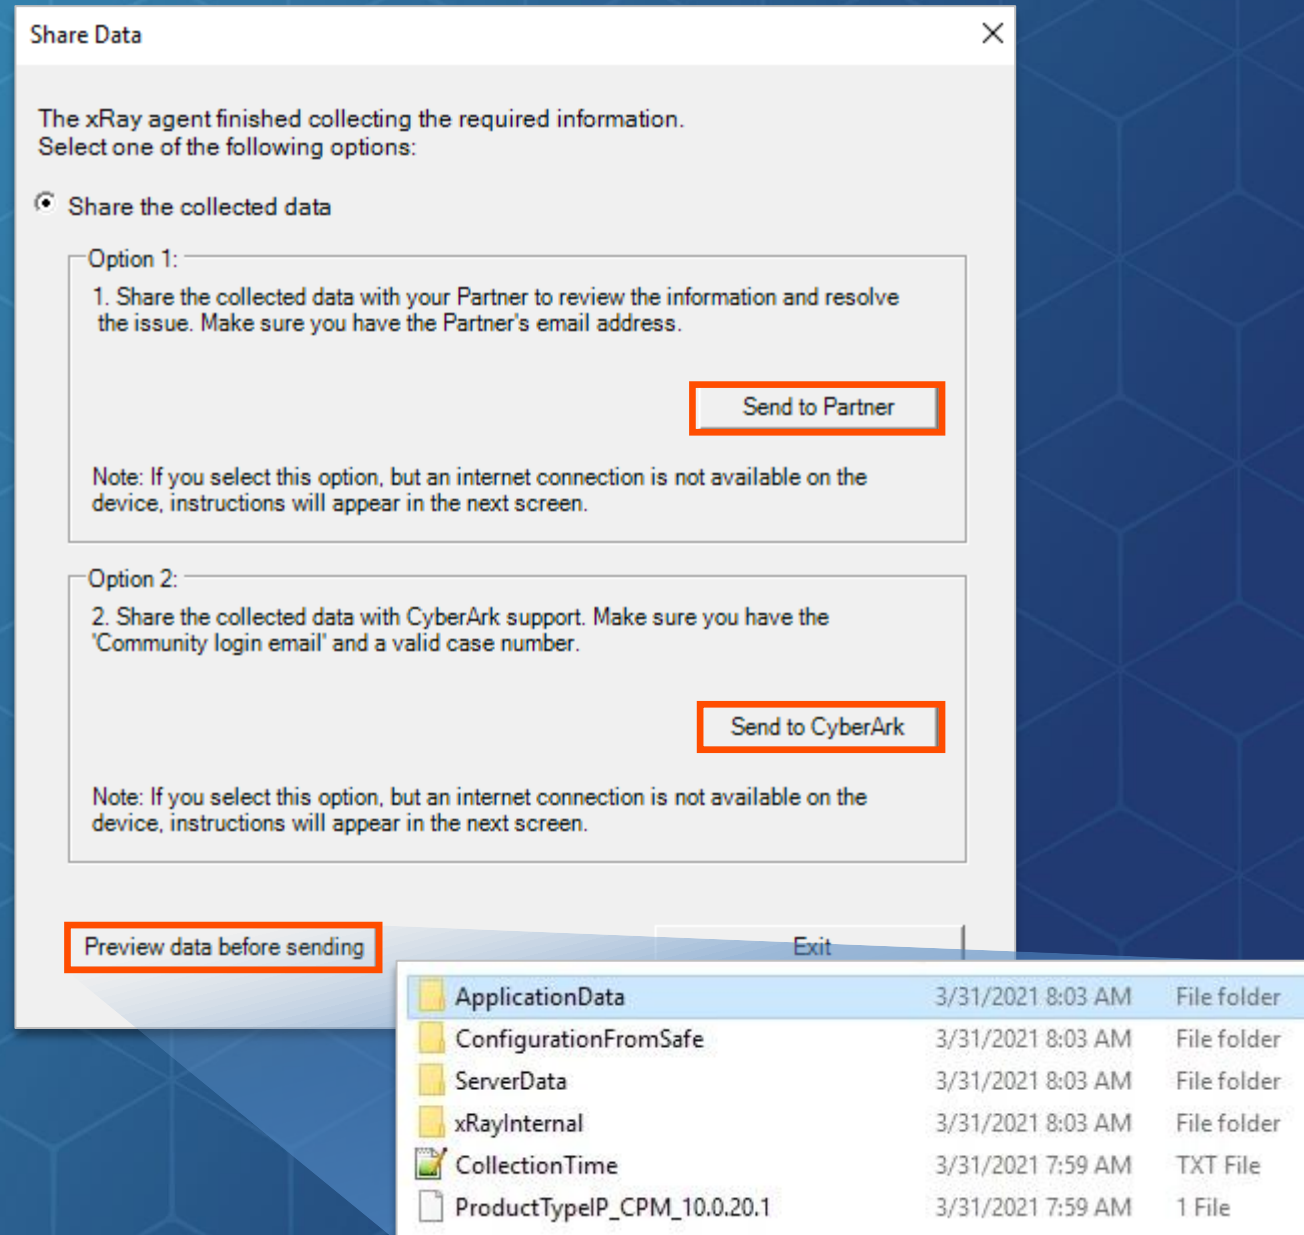 Share Data
The xRay agent finished collecting the required information.
Select one of the following options:
Share the collected data
Option 1:
1. Share the collected data with your Partner to review the information and resolve
the issue. Make sure you have the Partner's email address.
Send to Partner
Note: If you select this option, but an internet connection is not available on the
device, instructions will appear in the next screen.
Option 2:
2. Share the collected data with CyberArk support. Make sure you have the
'Community login email' and a valid case number.
Send to CyberArk
Note: If you select this option, but an internet connection is not available on the
device, instructions will appear in the next screen.
Preview data before sending
Exit
ApplicationData 3/31/2021 8:03 AM File folder
ConfigurationFromSafe 3/31/2021 8:03 AM File folder
ServerData 3/31/2021 8:03 AM File folder
xRayInternal 3/31/2021 8:03 AM File folder
CollectionTime 3/31/2021 7:59 AM TXT File
ProductTypeIP_CPM_10.0.20.1 3/31/2021 7:59 AM 1 File